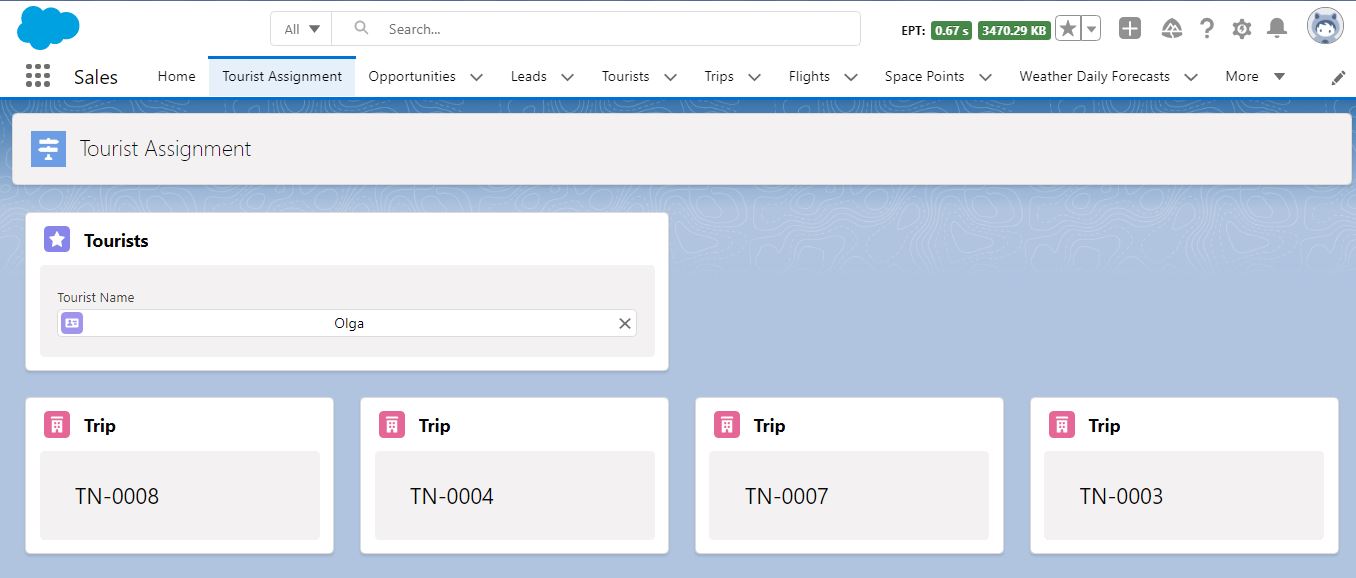 All Search... EPT: 0.67 s 3470.29 KB
Sales Home Tourist Assignment Opportunities Leads Tourists Trips Flights Space Points Weather Daily Forecasts More
Tourist Assignment
Tourists
Tourist Name
Olga
Trip Trip Trip Trip
TN-0008 TN-0004 TN-0007 TN-0003